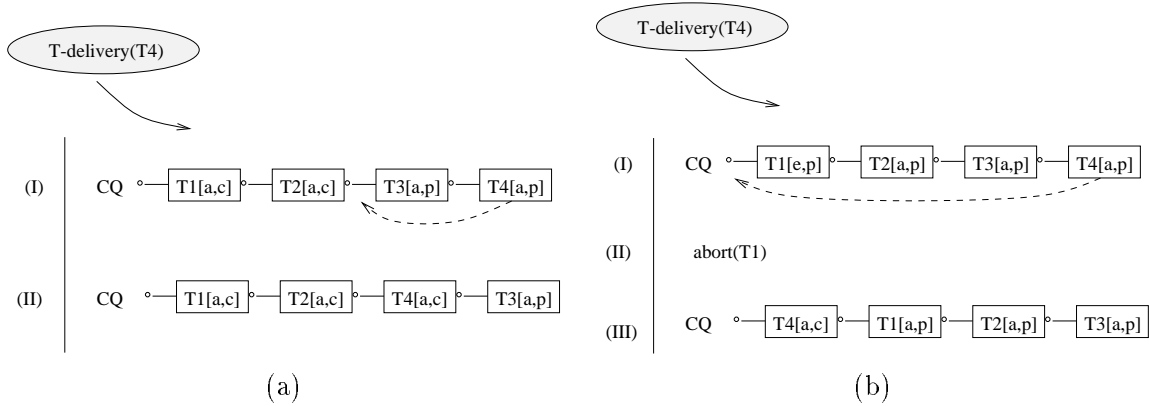 T-delivery(T4)
(I) CQ T1[a,c] T2[a,c] T3[a,p] T4[a,p]
(II) CQ T1[a,c] T2[a,c] T4[a,c] T3[a,p]
(a)
T-delivery(T4)
(I) CQ T1[e,p] T2[a,p] T3[a,p] T4[a,p]
(II) abort(T1)
(III) CQ T4[a,c] T1[a,p] T2[a,p] T3[a,p]
(b)